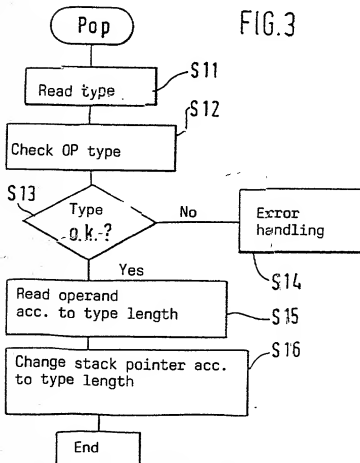 Pop
FIG.3
Read type
S11
S12
Check OP type
S13
Type
o.k.-?
No
Error
handling
S14
Yes
Read operand
acc. to type length
S15
Change stack pointer acc.
to type length
S16
End